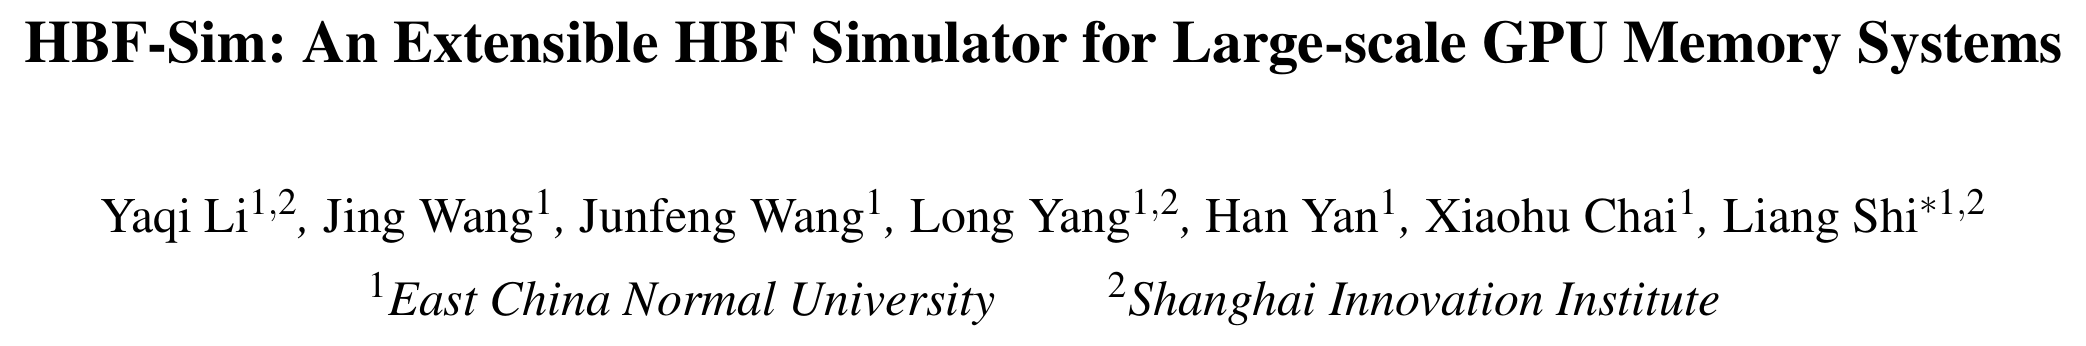 HBF-Sim: An Extensible HBF Simulator for Large-scale GPU Memory Systems
Yaqi Li1,2, Jing Wang1, Junfeng Wang1, Long Yang1,2, Han Yan1, Xiaohu Chai1, Liang Shi*1,2
1East China Normal University 2Shanghai Innovation Institute